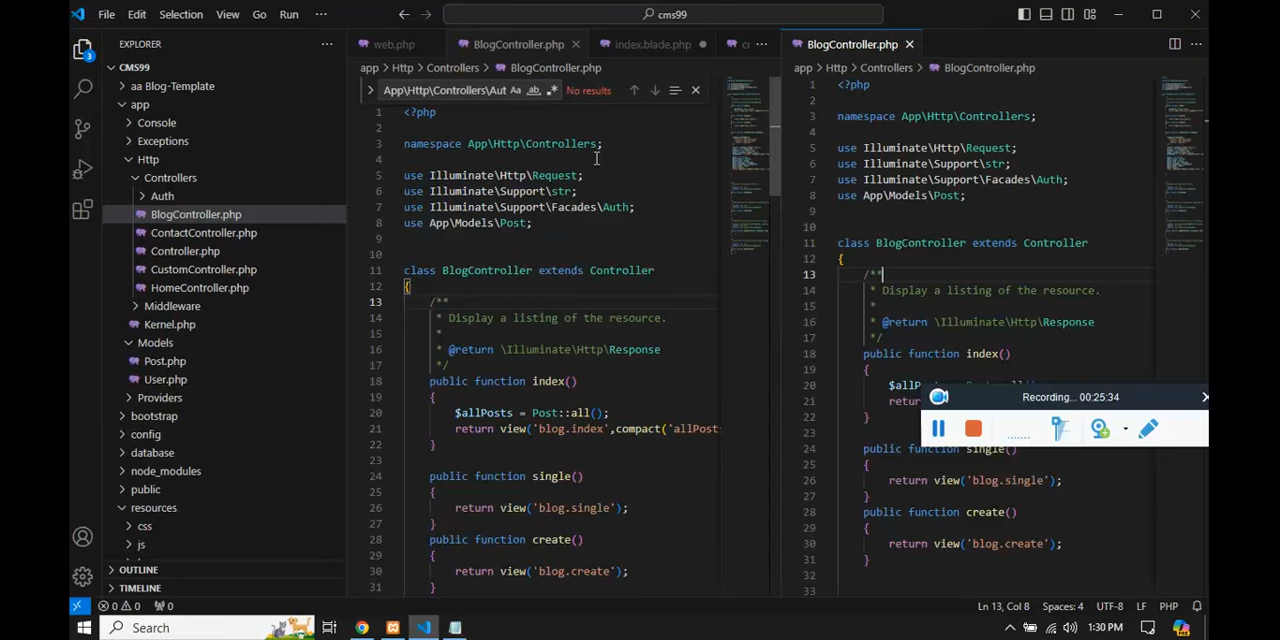 File Edit Selection View Go Run ··· cms99
EXPLORER ···
CMS99
aa Blog-Template
app
Console
Exceptions
Http
Controllers
Auth
BlogController.php
ContactController.php
Controller.php
CustomController.php
HomeController.php
Middleware
Kernel.php
Models
Post.php
User.php
Providers
bootstrap
config
database
node_modules
public
resources
css
js
OUTLINE
TIMELINE
web.php BlogController.php index.blade.php
app > Http > Controllers > BlogController.php
App\Http\Controllers\Aut Aa ab .* No results
1 <?php
2
3 namespace App\Http\Controllers;
4
5 use Illuminate\Http\Request;
6 use Illuminate\Support\str;
7 use Illuminate\Support\Facades\Auth;
8 use App\Models\Post;
9
10
11 class BlogController extends Controller
12 {
13 /**
14 * Display a listing of the resource.
15 *
16 * @return \Illuminate\Http\Response
17 */
18 public function index()
19 {
20 $allPosts = Post::all();
21 return view('blog.index',compact('allPost
22 }
23
24 public function single()
25 {
26 return view('blog.single');
27 }
28 public function create()
29 {
30 return view('blog.create');
31 }
BlogController.php
app > Http > Controllers > BlogController.php
1 <?php
2
3 namespace App\Http\Controllers;
4
5 use Illuminate\Http\Request;
6 use Illuminate\Support\str;
7 use Illuminate\Support\Facades\Auth;
8 use App\Models\Post;
9
10
11 class BlogController extends Controller
12 {
13 /**
14 * Display a listing of the resource.
15 *
16 * @return \Illuminate\Http\Response
17 */
18 public function index()
19 {
20 $allP
21 retu
22 }
23
24 public function single()
25 {
26 return view('blog.single');
27 }
28 public function create()
29 {
30 return view('blog.create');
31 }
32
33
Recording... 00:25:34
0 0 0 Ln 13, Col 8 Spaces: 4 UTF-8 LF PHP
Search 1:30 PM
3